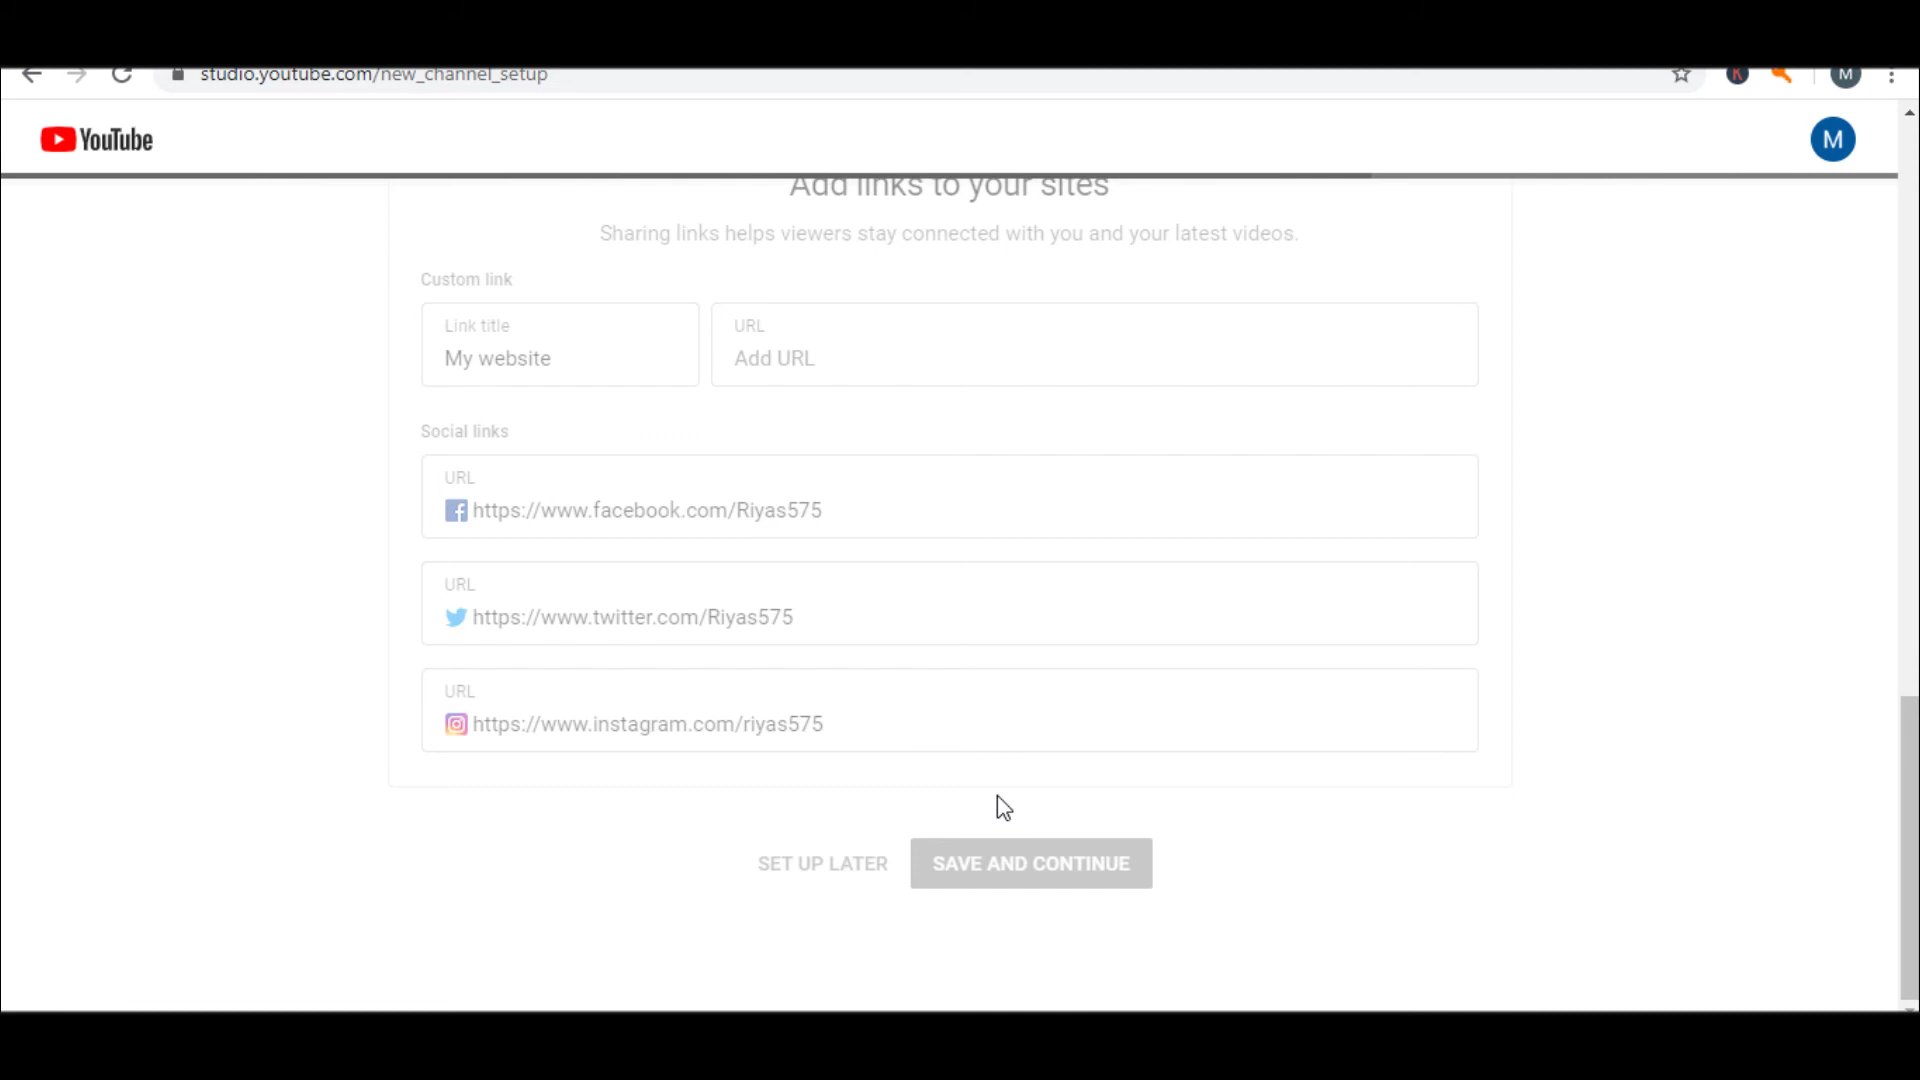 studio.youtube.com/new_channel_setup
K
M
YouTube
M
Add links to your sites
Sharing links helps viewers stay connected with you and your latest videos.
Custom link
Link title
URL
My website
Add URL
Social links
URL
https://www.facebook.com/Riyas575
URL
https://www.twitter.com/Riyas575
URL
https://www.instagram.com/riyas575
SET UP LATER
SAVE AND CONTINUE